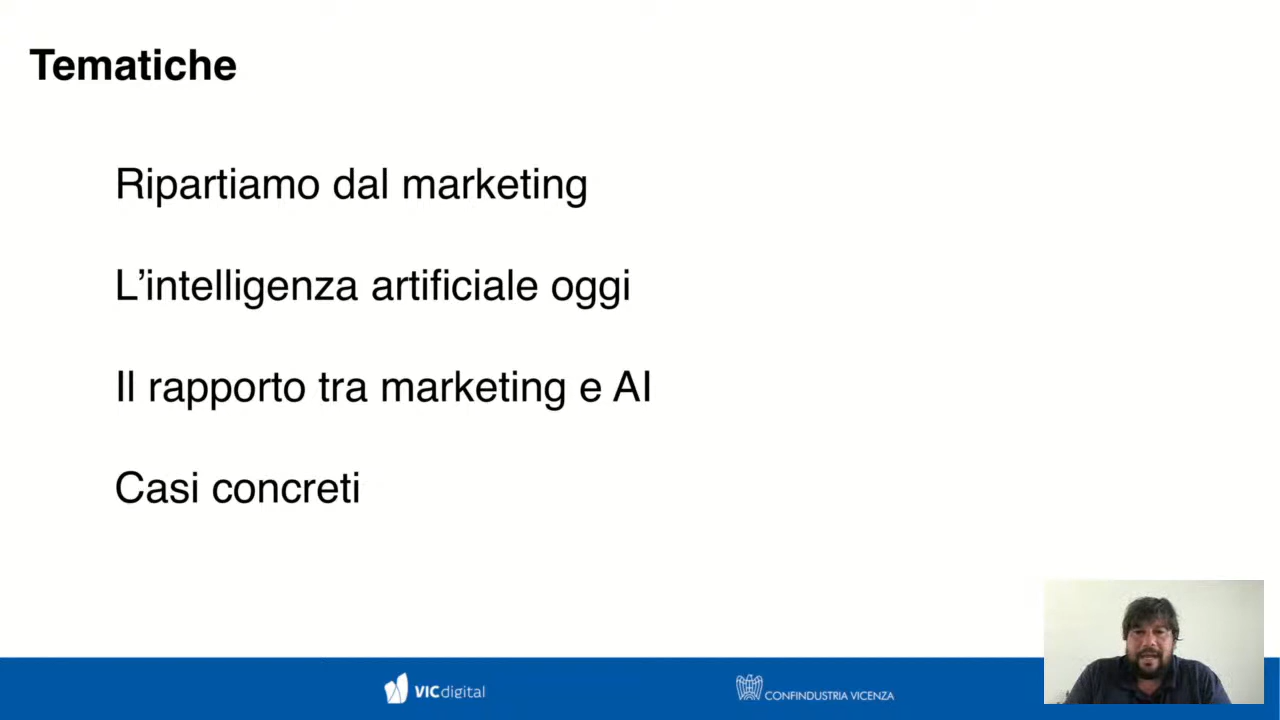 Tematiche
Ripartiamo dal marketing
L’intelligenza artificiale oggi
Il rapporto tra marketing e AI
Casi concreti
VICdigital
CONFINDUSTRIA VICENZA